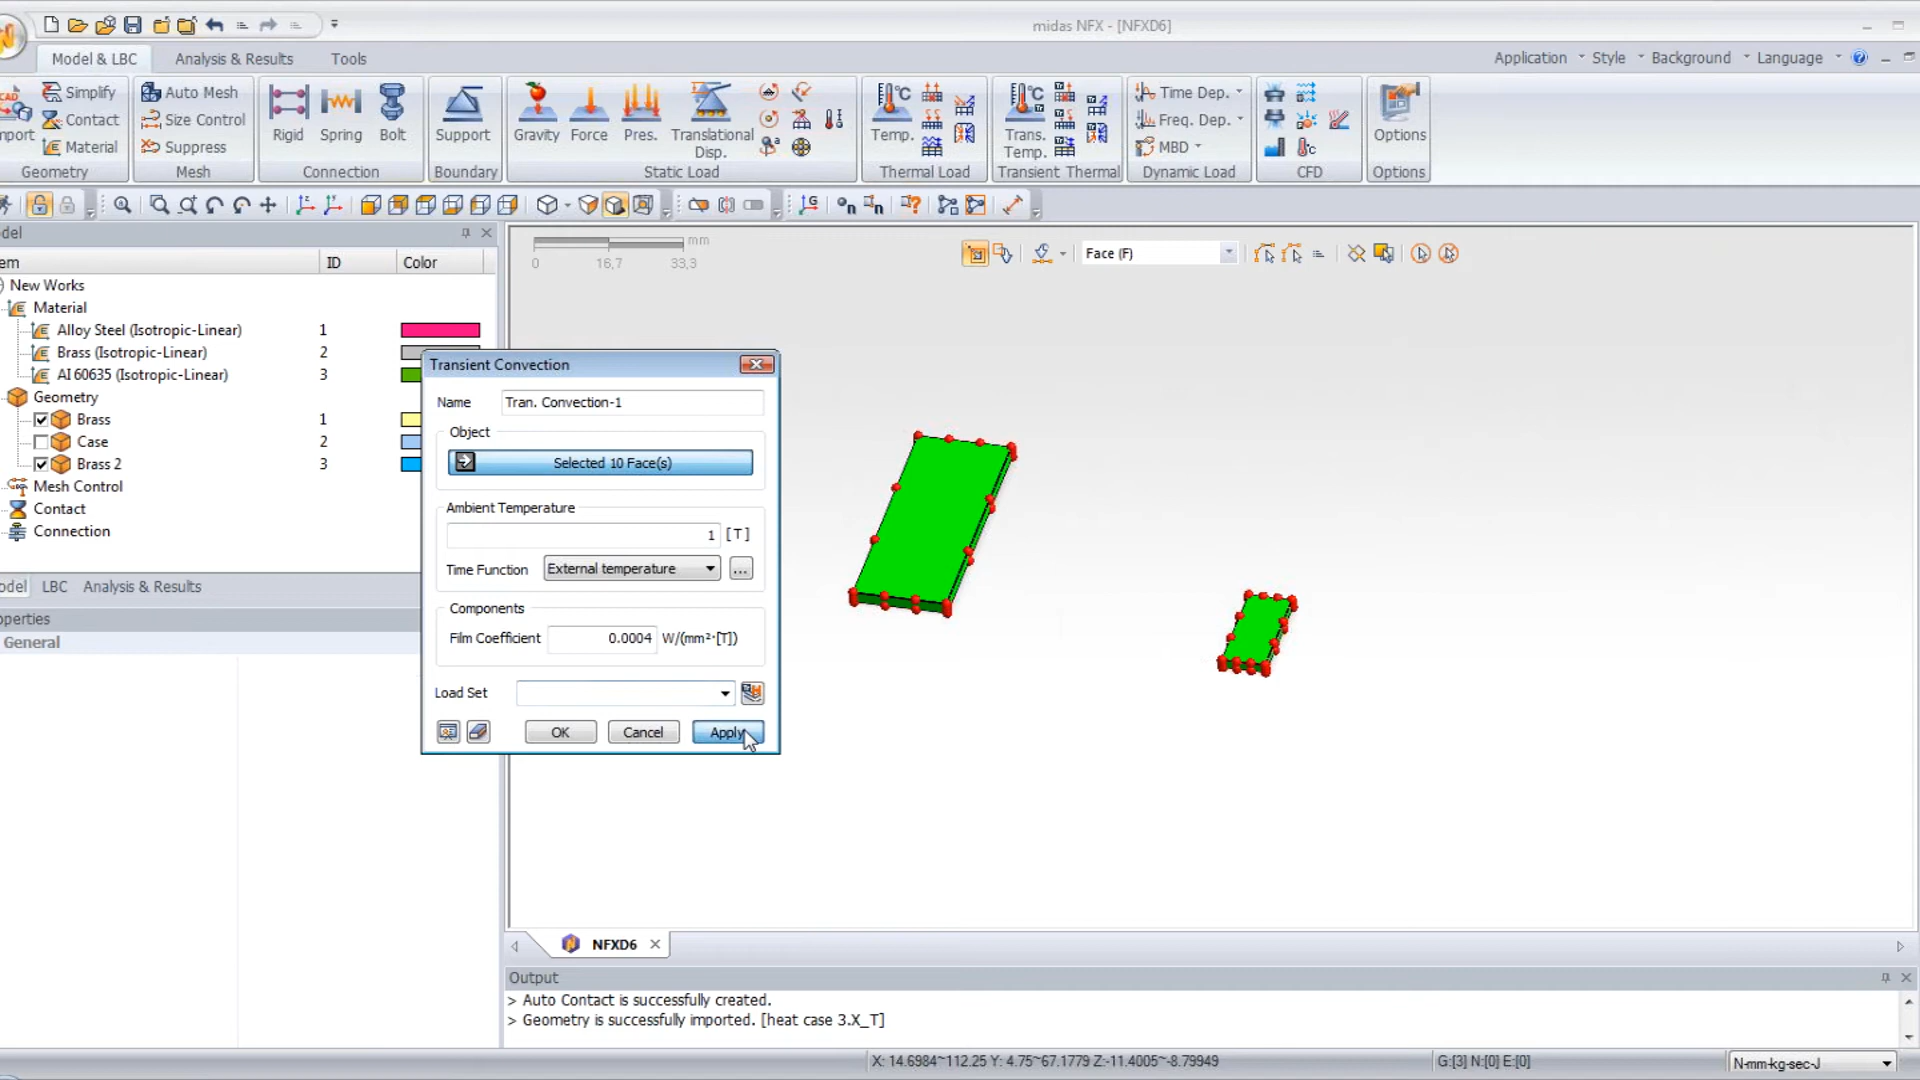 midas NFX - [NFXD6]
Model & LBC
Analysis & Results
Tools
Application
Style
Background
Language
Simplify
Contact
Material
Geometry
Auto Mesh
Size Control
Suppress
Mesh
Rigid
Spring
Bolt
Connection
Support
Boundary
Gravity
Force
Pres.
Translational
Disp.
Static Load
Temp.
Thermal Load
Trans.
Temp.
Transient Thermal
Time Dep.
Freq. Dep.
MBD
Dynamic Load
CFD
Options
Options
ID
Color
New Works
Material
Alloy Steel (Isotropic-Linear) 1
Brass (Isotropic-Linear) 2
AI 60635 (Isotropic-Linear) 3
Geometry
Brass 1
Case 2
Brass 2 3
Mesh Control
Contact
Connection
LBC
Analysis & Results
General
mm
0 16,7 33,3
Face (F)
Transient Convection
Name Tran. Convection-1
Object
Selected 10 Face(s)
Ambient Temperature
1 [T]
Time Function External temperature ...
Components
Film Coefficient 0.0004 W/(mm²·[T])
Load Set
OK Cancel Apply
NFXD6
Output
> Auto Contact is successfully created.
> Geometry is successfully imported. [heat case 3.X_T]
X: 14.6984~112.25 Y: 4.75~67.1779 Z:-11.4005~-8.79949
G:[3] N:[0] E:[0]
N-mm-kg-sec-J